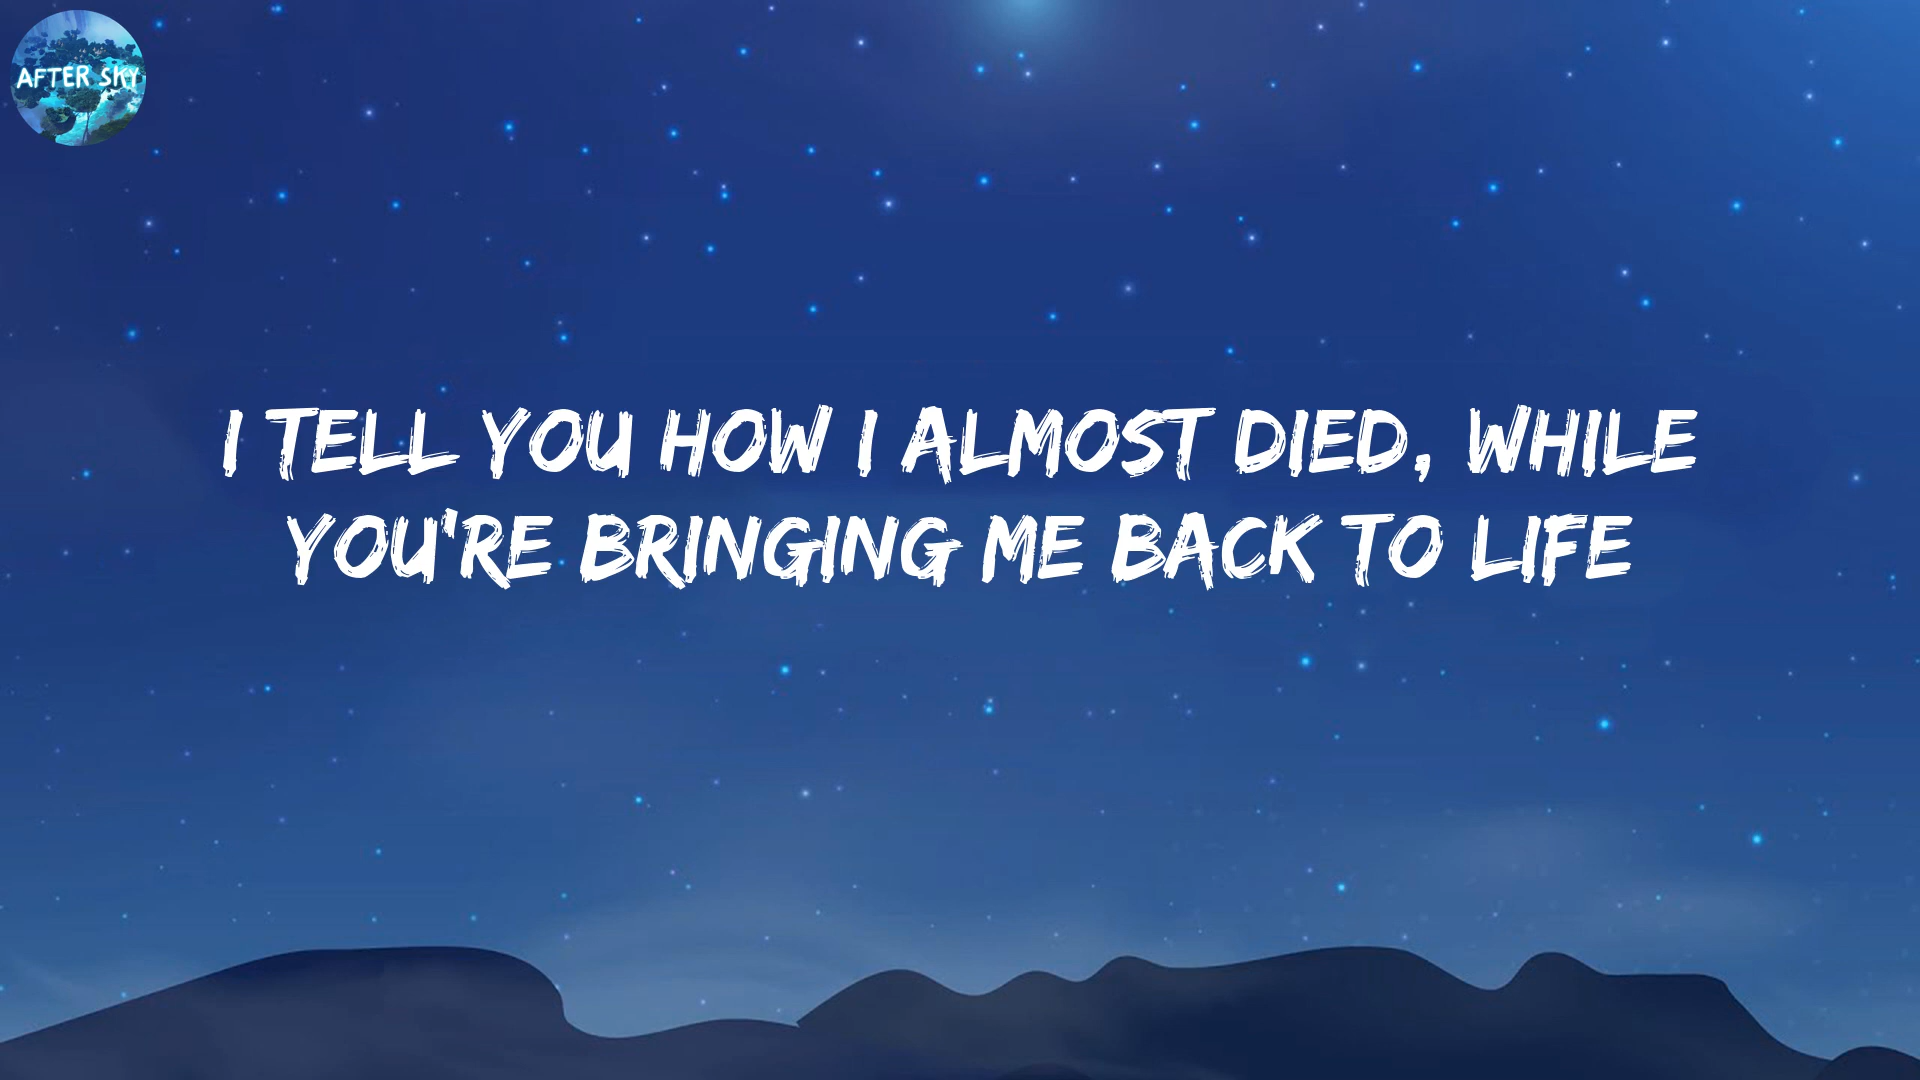 AFTER SKY
I TELL YOU HOW I ALMOST DIED, WHILE
YOU'RE BRINGING ME BACK TO LIFE